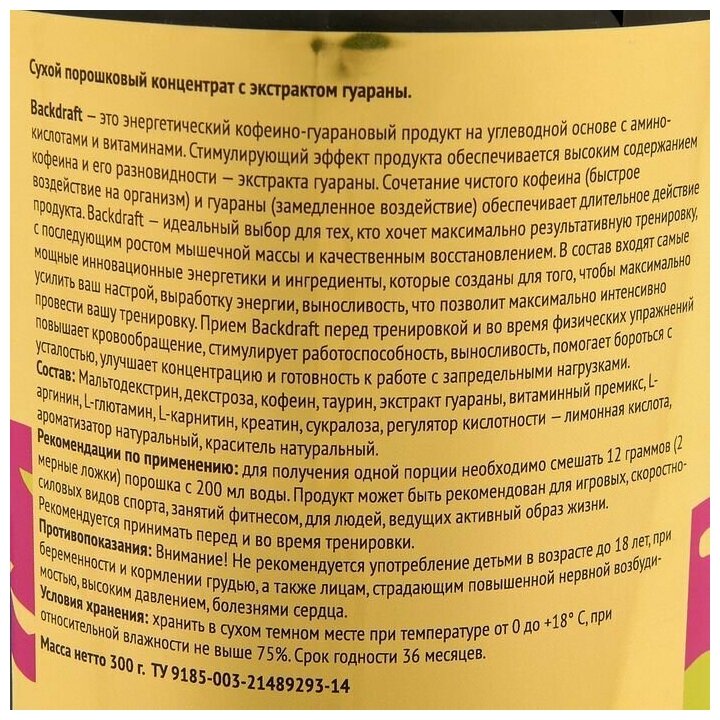 Сухой порошковый концентрат с экстрактом гуараны.
Backdraft — это энергетический кофеино-гуарановый продукт на углеводной основе с амино-
кислотами и витаминами. Стимулирующий эффект продукта обеспечивается высоким содержанием
кофеина и его разновидности — экстракта гуараны. Сочетание чистого кофеина (быстрое
воздействие на организм) и гуараны (замедленное воздействие) обеспечивает длительное действие
продукта. Backdraft — идеальный выбор для тех, кто хочет максимально результативную тренировку,
с последующим ростом мышечной массы и качественным восстановлением. В состав входят самые
мощные инновационные энергетики и ингредиенты, которые созданы для того, чтобы максимально
усилить ваш настрой, выработку энергии, выносливость, что позволит максимально интенсивно
провести вашу тренировку. Прием Backdraft перед тренировкой и во время физических упражнений
повышает кровообращение, стимулирует работоспособность, выносливость, помогает бороться с
усталостью, улучшает концентрацию и готовность к работе с запредельными нагрузками.
Состав: Мальтодекстрин, декстроза, кофеин, таурин, экстракт гуараны, витаминный премикс, L-
аргинин, L-глютамин, L-карнитин, креатин, сукралоза, регулятор кислотности — лимонная кислота,
ароматизатор натуральный, краситель натуральный.
Рекомендации по применению: для получения одной порции необходимо смешать 12 граммов (2
мерные ложки) порошка с 200 мл воды. Продукт может быть рекомендован для игровых, скоростно-
силовых видов спорта, занятий фитнесом, для людей, ведущих активный образ жизни.
Рекомендуется принимать перед и во время тренировки.
Противопоказания: Внимание! Не рекомендуется употребление детьми в возрасте до 18 лет, при
беременности и кормлении грудью, а также лицам, страдающим повышенной нервной возбуди-
мостью, высоким давлением, болезнями сердца.
Условия хранения: хранить в сухом темном месте при температуре от 0 до +18° С, при
относительной влажности не выше 75%. Срок годности 36 месяцев.
Масса нетто 300 г. ТУ 9185-003-21489293-14